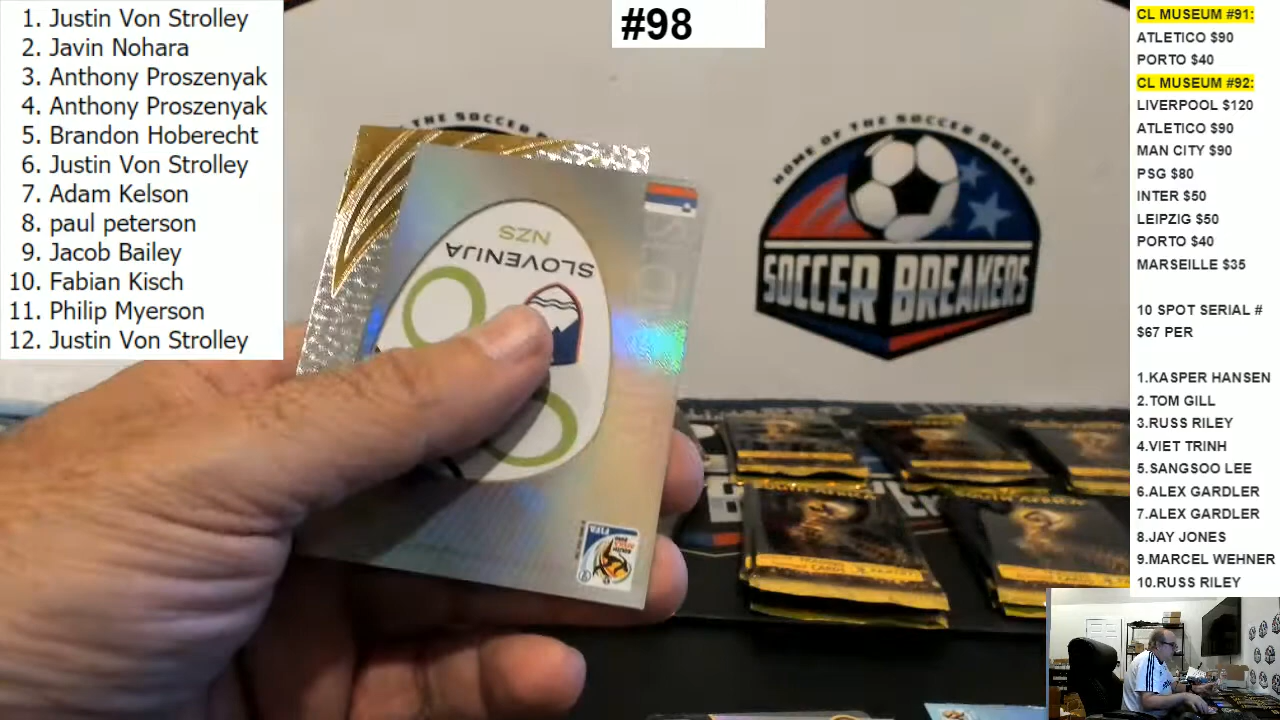 1. Justin Von Strolley
2. Javin Nohara
3. Anthony Proszenyak
4. Anthony Proszenyak
5. Brandon Hoberecht
6. Justin Von Strolley
7. Adam Kelson
8. paul peterson
9. Jacob Bailey
10. Fabian Kisch
11. Philip Myerson
12. Justin Von Strolley
#98
HOME OF THE SOCCER BREAKS
SOCCER BREAKERS
SLOVENIJA
NZS
FIFA
CL MUSEUM #91:
ATLETICO $90
PORTO $40
CL MUSEUM #92:
LIVERPOOL $120
ATLETICO $90
MAN CITY $90
PSG $80
INTER $50
LEIPZIG $50
PORTO $40
MARSEILLE $35
10 SPOT SERIAL #
$67 PER
1.KASPER HANSEN
2.TOM GILL
3.RUSS RILEY
4.VIET TRINH
5.SANGSOO LEE
6.ALEX GARDLER
7.ALEX GARDLER
8.JAY JONES
9.MARCEL WEHNER
10.RUSS RILEY